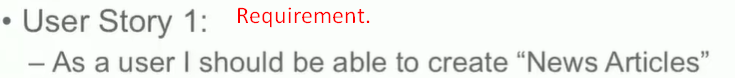 • User Story 1: Requirement.
– As a user I should be able to create “News Articles”